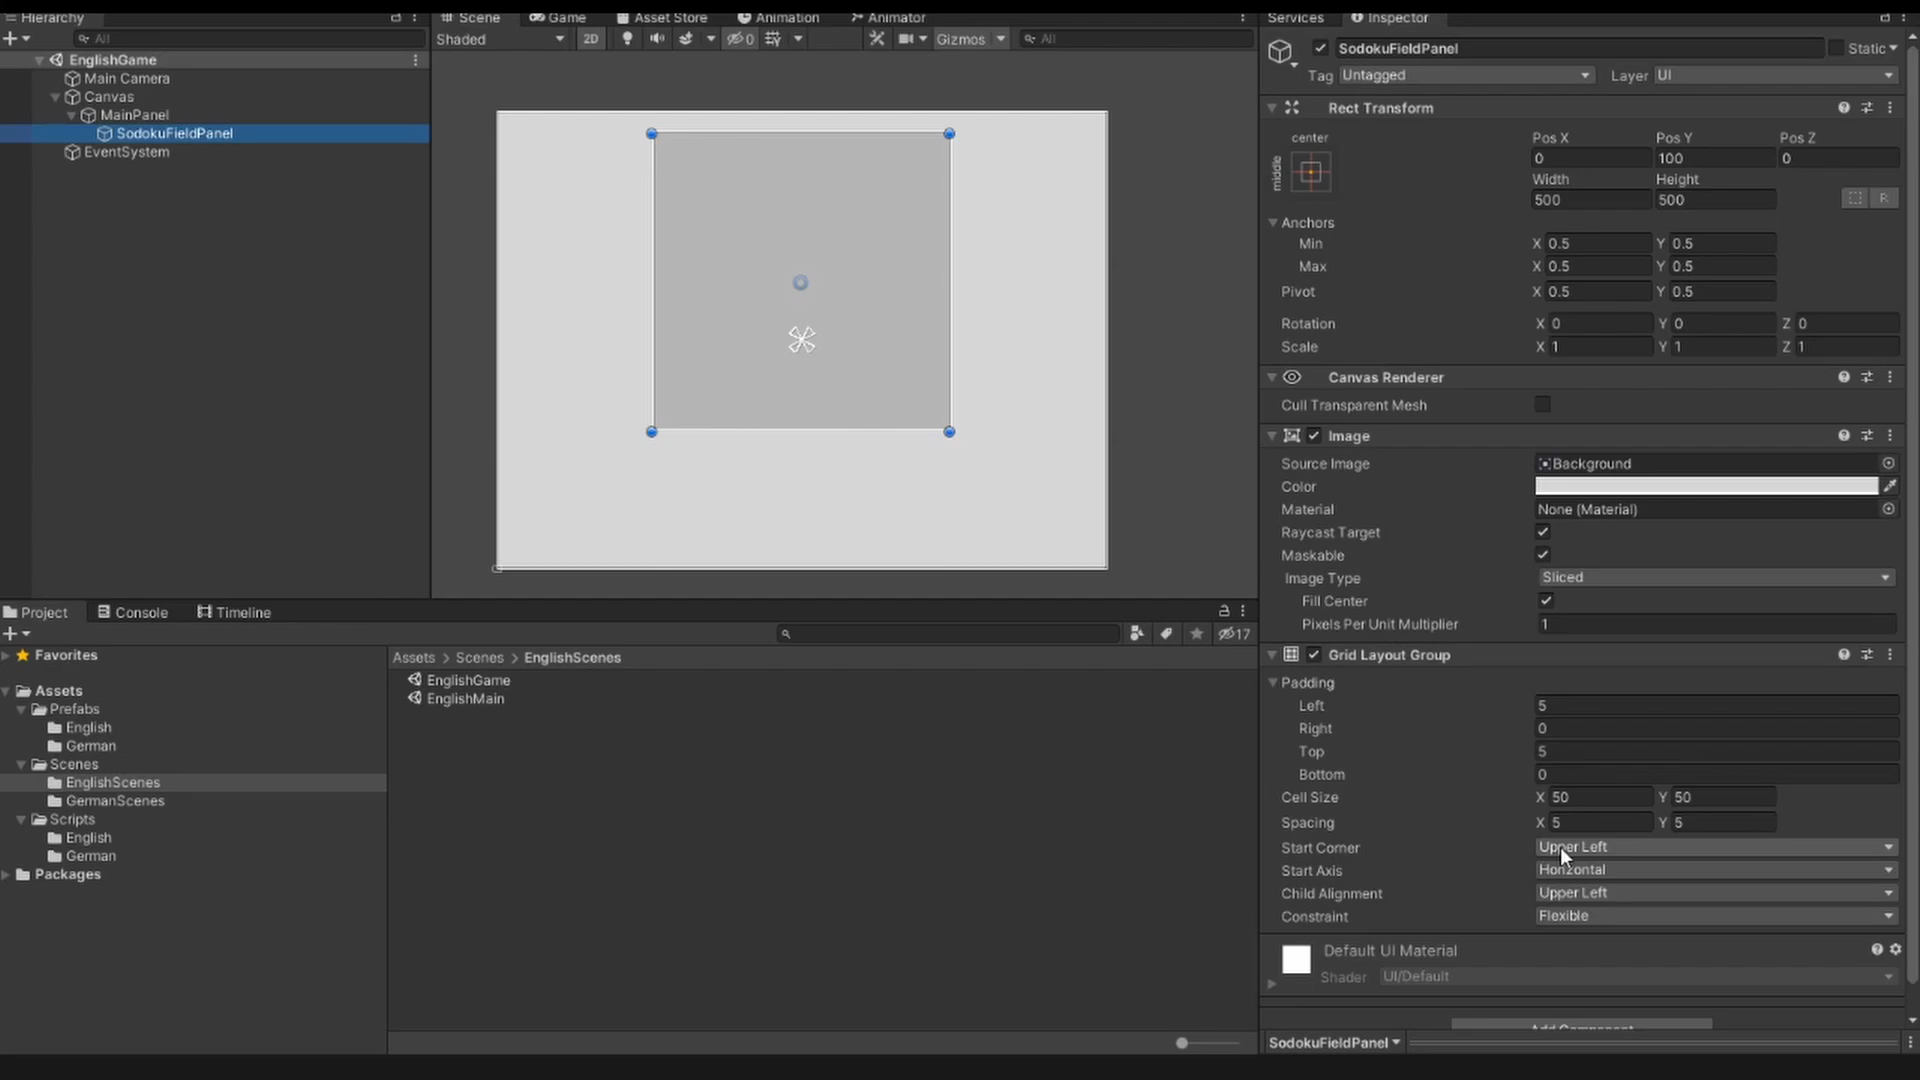 Hierarchy
All
EnglishGame
Main Camera
Canvas
MainPanel
SodokuFieldPanel
EventSystem
Scene Game Asset Store Animation Animator
Shaded 2D 0 Gizmos All
Services Inspector
SodokuFieldPanel Static
Tag Untagged Layer UI
Rect Transform
center
middle
Pos X Pos Y Pos Z
0 100 0
Width Height
500 500 R
Anchors
Min X 0.5 Y 0.5
Max X 0.5 Y 0.5
Pivot X 0.5 Y 0.5
Rotation X 0 Y 0 Z 0
Scale X 1 Y 1 Z 1
Canvas Renderer
Cull Transparent Mesh
Image
Source Image Background
Color
Material None (Material)
Raycast Target
Maskable
Image Type Sliced
Fill Center
Pixels Per Unit Multiplier 1
Grid Layout Group
Padding
Left 5
Right 0
Top 5
Bottom 0
Cell Size X 50 Y 50
Spacing X 5 Y 5
Start Corner Upper Left
Start Axis Horizontal
Child Alignment Upper Left
Constraint Flexible
Default UI Material
Shader UI/Default
Add Component
SodokuFieldPanel
Project Console Timeline
17
Favorites
Assets
Prefabs
English
German
Scenes
EnglishScenes
GermanScenes
Scripts
English
German
Packages
Assets > Scenes > EnglishScenes
EnglishGame
EnglishMain